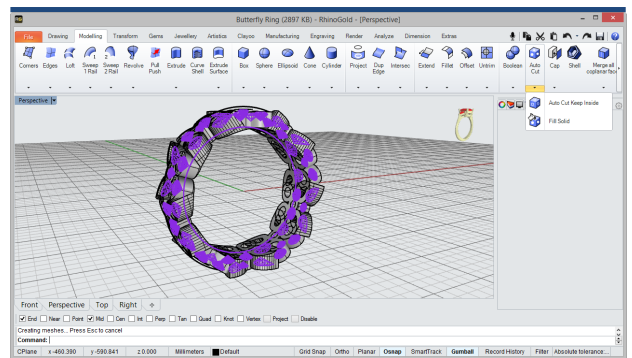 Butterfly Ring (2897 KB) - RhinoGold - [Perspective]
File Drawing Modelling Transform Gems Jewellery Artistics Clayoo Manufacturing Engraving Render Analyze Dimension Extras
Corners Edges Loft Sweep 1 Rail Sweep 2 Rail Revolve Pull Push Extrude Curve Shell Extrude Surface Box Sphere Ellipsoid Cone Cylinder Project Dup Edge Intersec Extend Fillet Offset Untrim Boolean Auto Cut Cap Shell Merge all coplanar fac
Perspective
Auto Cut Keep Inside
Fill Solid
Front Perspective Top Right
End Near Point Mid Cen Int Perp Tan Quad Knot Vertex Project Disable
Creating meshes... Press Esc to cancel
Command:
CPlane x -460.390 y -590.841 z 0.000 Millimeters Default Grid Snap Ortho Planar Osnap SmartTrack Gumball Record History Filter Absolute tolerance:...